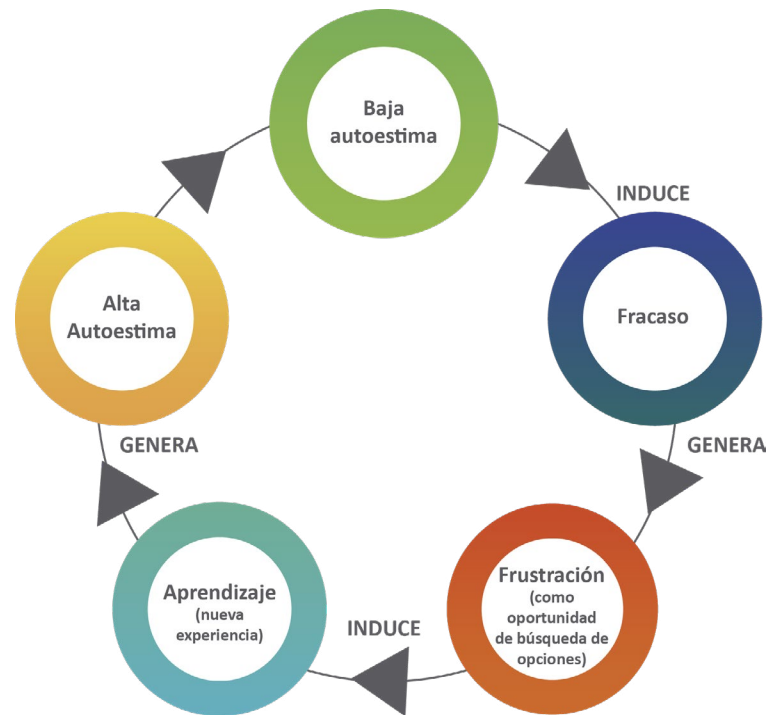 Baja
autoestima
INDUCE
Fracaso
GENERA
Frustración
(como
oportunidad
de búsqueda de
opciones)
INDUCE
Aprendizaje
(nueva
experiencia)
GENERA
Alta
Autoestima